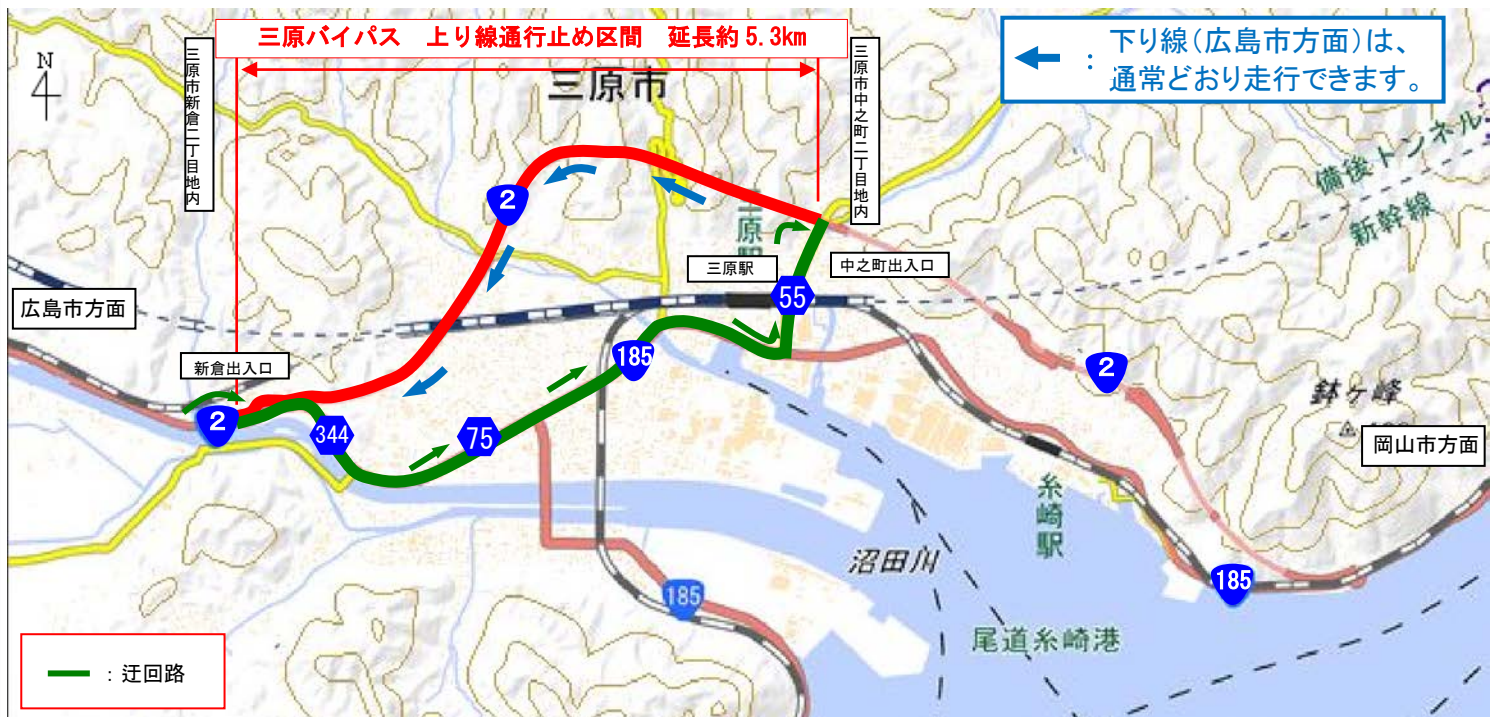 三原バイパス 上り線通行止め区間 延長約 5.3km
← : 下り線（広島市方面）は、
通常どおり走行できます。
N
4
三原市新倉二丁目地内
三原市
三原市中之町二丁目地内
備後トンネル
新幹線
2
三原駅
中之町出入口
広島市方面
55
新倉出入口
185
2
鉢ヶ峰
2
344
75
岡山市方面
糸崎駅
沼田川
185
185
尾道糸崎港
: 迂回路